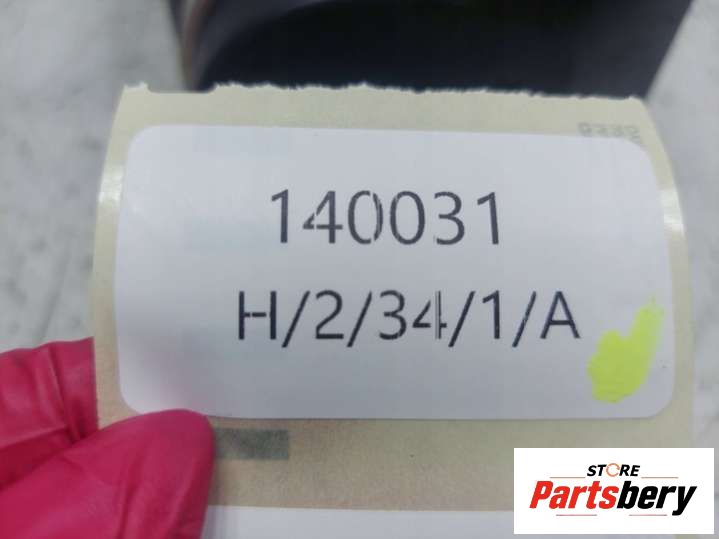 140031
H/2/34/1/A
STORE
Partsbery